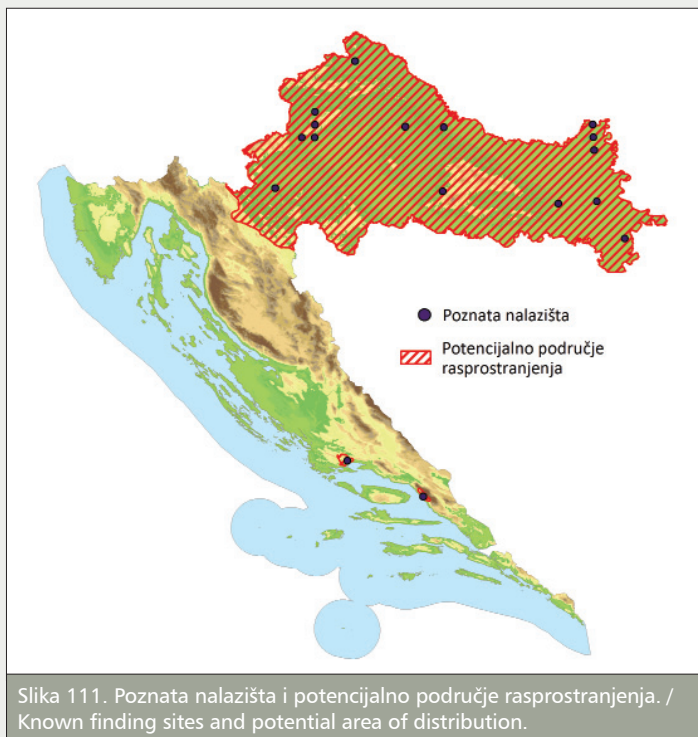 Poznata nalazišta
Potencijalno područje
rasprostranjenja
Slika 111. Poznata nalazišta i potencijalno područje rasprostranjenja. /
Known finding sites and potential area of distribution.